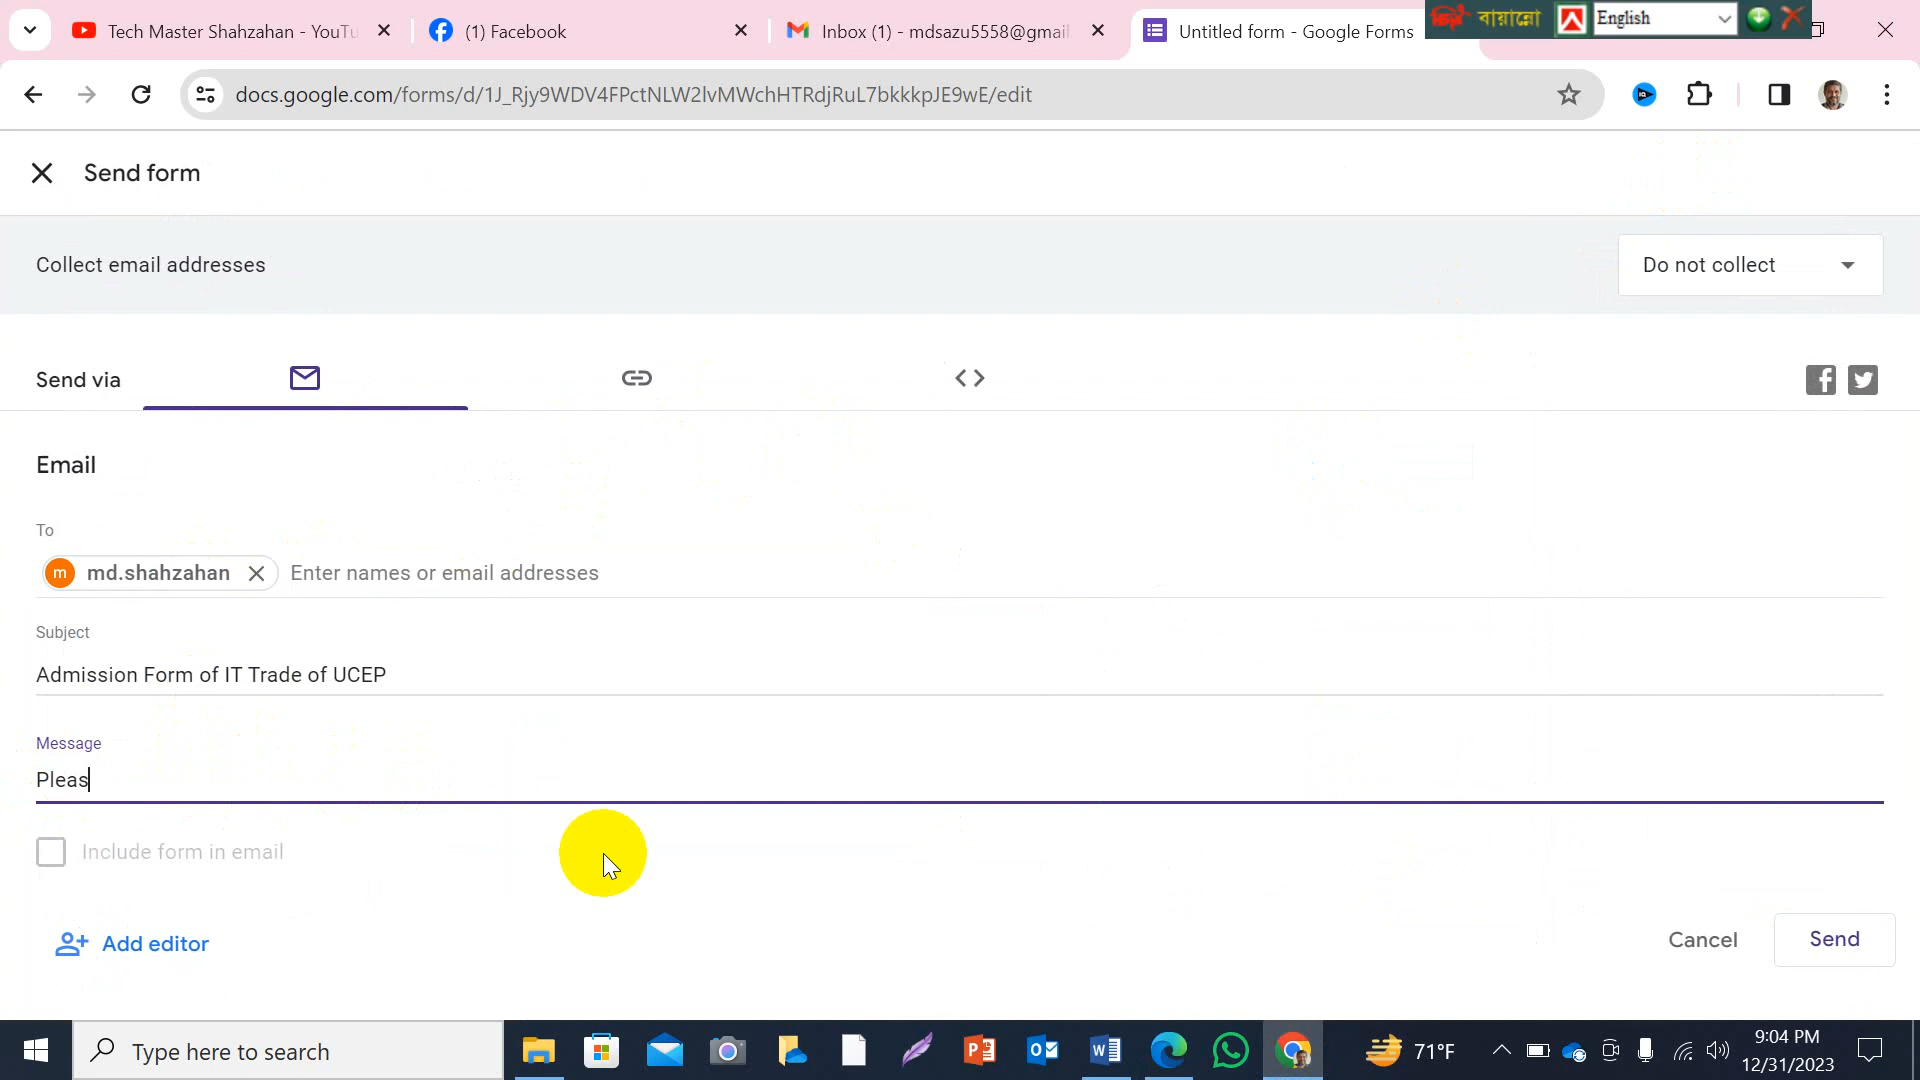 Tech Master Shahzahan - YouTu
(1) Facebook
Inbox (1) - mdsazu5558@gmail
Untitled form - Google Forms
বায়ান্নো
English
docs.google.com/forms/d/1J_Rjy9WDV4FPctNLW2lvMWchHTRdjRuL7bkkkpJE9wE/edit
Send form
Collect email addresses
Do not collect
Send via
Email
To
m md.shahzahan Enter names or email addresses
Subject
Admission Form of IT Trade of UCEP
Message
Pleas
Include form in email
Add editor
Cancel
Send
Type here to search
71°F
9:04 PM
12/31/2023